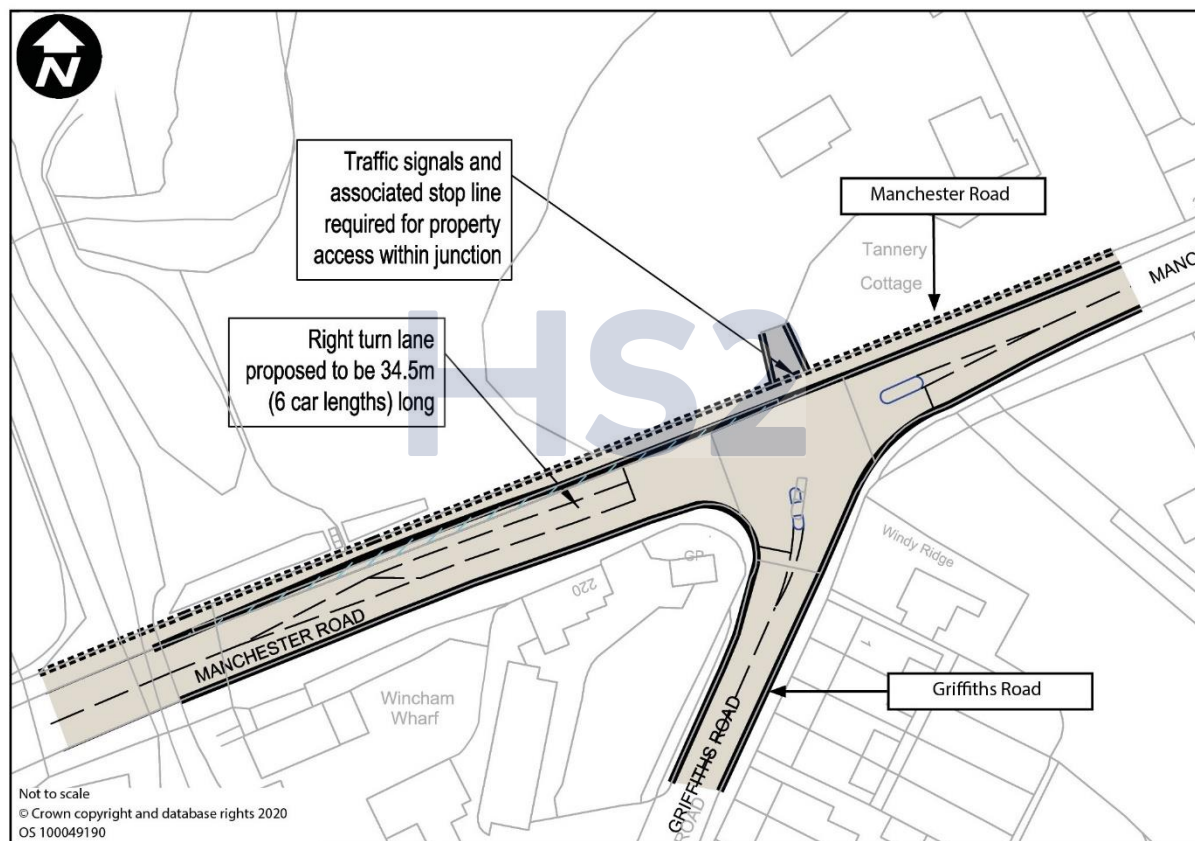 N
Traffic signals and
associated stop line
required for property
access within junction
Manchester Road
Tannery
Cottage
MANC
Right turn lane
proposed to be 34.5m
(6 car lengths) long
HS2
GP
220
Windy Ridge
1
MANCHESTER ROAD
Wincham
Wharf
Griffiths Road
GRIFFITHS ROAD
ROAD
Not to scale
© Crown copyright and database rights 2020
OS 100049190